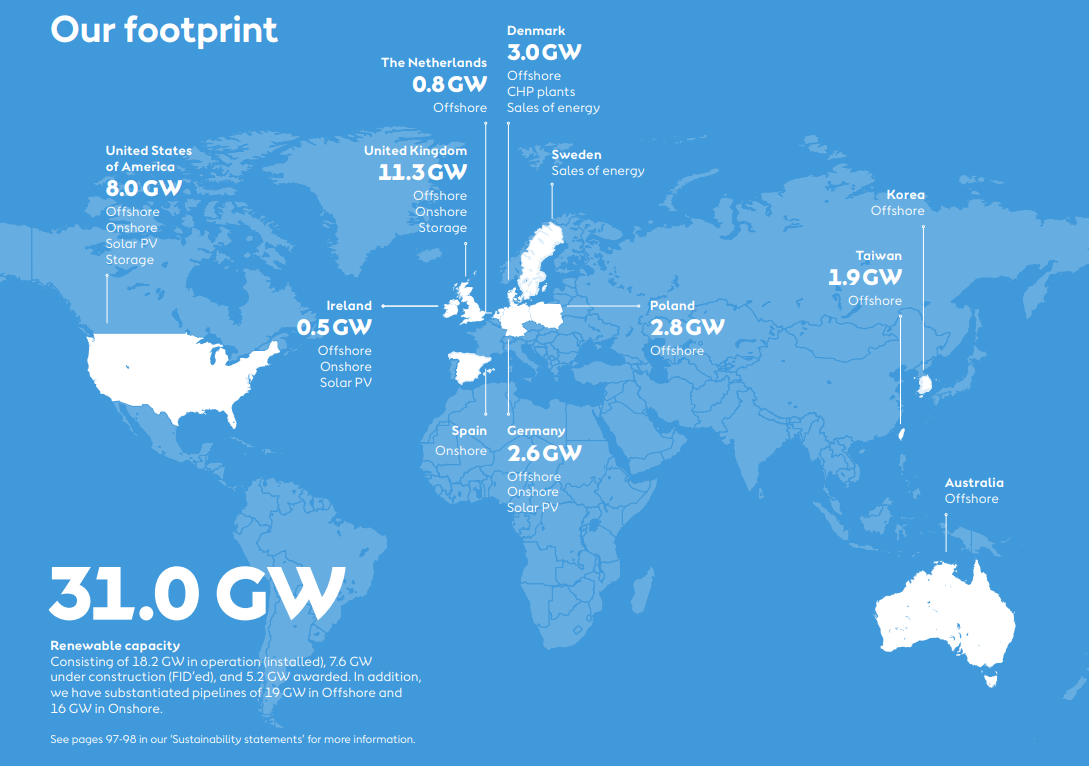 Our footprint
Denmark
3.0 GW
Offshore
CHP plants
Sales of energy
The Netherlands
0.8 GW
Offshore
United States
of America
8.0 GW
Offshore
Onshore
Solar PV
Storage
United Kingdom
11.3 GW
Offshore
Onshore
Storage
Sweden
Sales of energy
Korea
Offshore
Taiwan
1.9 GW
Offshore
Ireland
0.5 GW
Offshore
Onshore
Solar PV
Poland
2.8 GW
Offshore
Spain
Onshore
Germany
2.6 GW
Offshore
Onshore
Solar PV
Australia
Offshore
31.0 GW
Renewable capacity
Consisting of 18.2 GW in operation (installed), 7.6 GW
under construction (FID'ed), and 5.2 GW awarded. In addition,
we have substantiated pipelines of 19 GW in Offshore and
16 GW in Onshore.
See pages 97-98 in our 'Sustainability statements' for more information.